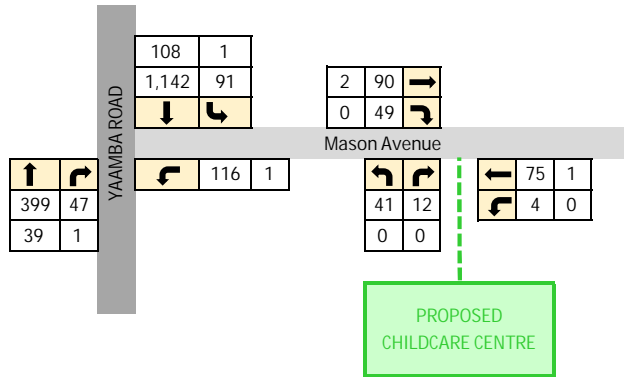 108 1
1,142 91
2 90
0 49
YAAMBA ROAD
Mason Avenue
116 1
399 47
39 1
41 12
0 0
75 1
4 0
PROPOSED
CHILDCARE CENTRE